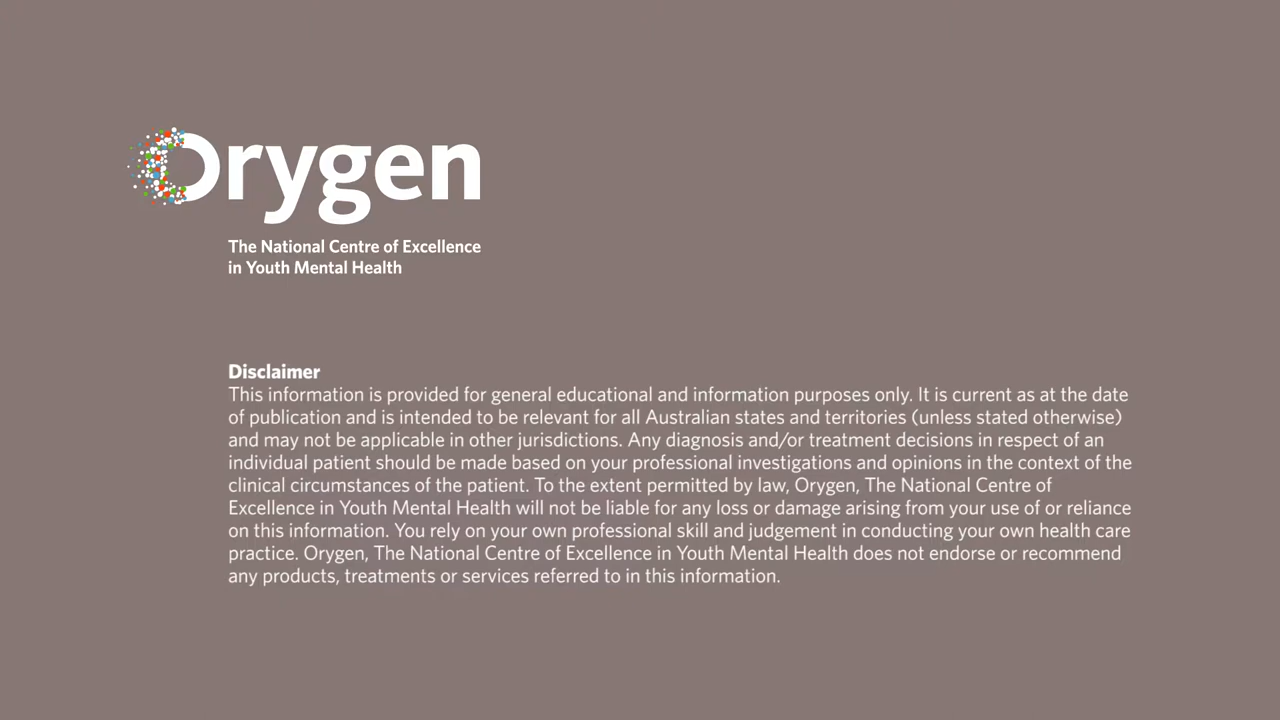 Orygen
The National Centre of Excellence
in Youth Mental Health
Disclaimer
This information is provided for general educational and information purposes only. It is current as at the date
of publication and is intended to be relevant for all Australian states and territories (unless stated otherwise)
and may not be applicable in other jurisdictions. Any diagnosis and/or treatment decisions in respect of an
individual patient should be made based on your professional investigations and opinions in the context of the
clinical circumstances of the patient. To the extent permitted by law, Orygen, The National Centre of
Excellence in Youth Mental Health will not be liable for any loss or damage arising from your use of or reliance
on this information. You rely on your own professional skill and judgement in conducting your own health care
practice. Orygen, The National Centre of Excellence in Youth Mental Health does not endorse or recommend
any products, treatments or services referred to in this information.